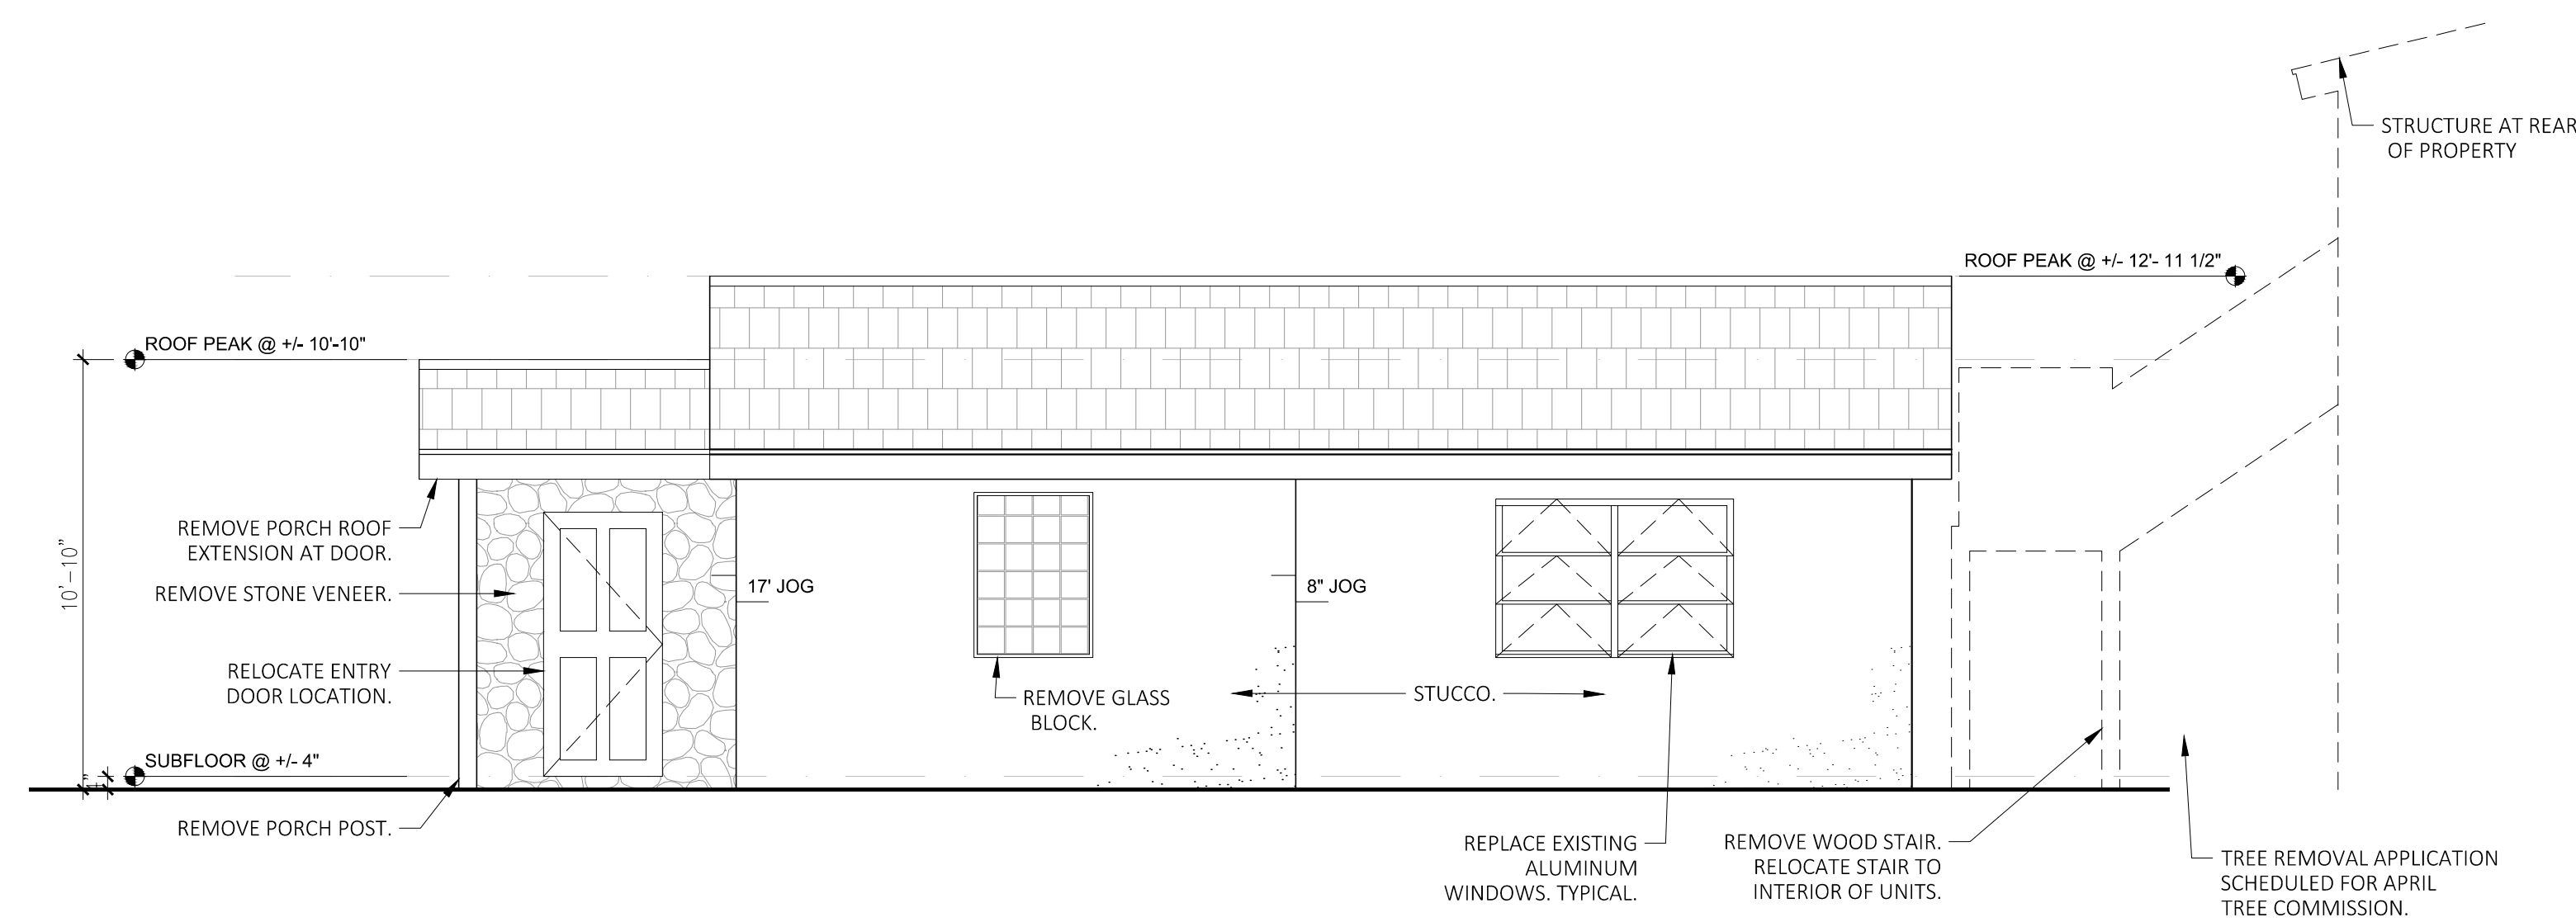 STRUCTURE AT REAR
OF PROPERTY
ROOF PEAK @ +/- 12'- 11 1/2"
ROOF PEAK @ +/- 10'-10"
10'-10"
REMOVE PORCH ROOF
EXTENSION AT DOOR.
REMOVE STONE VENEER.
17' JOG
8" JOG
RELOCATE ENTRY
DOOR LOCATION.
REMOVE GLASS
BLOCK.
STUCCO.
SUBFLOOR @ +/- 4"
REMOVE PORCH POST.
REPLACE EXISTING
ALUMINUM
WINDOWS. TYPICAL.
REMOVE WOOD STAIR.
RELOCATE STAIR TO
INTERIOR OF UNITS.
TREE REMOVAL APPLICATION
SCHEDULED FOR APRIL
TREE COMMISSION.